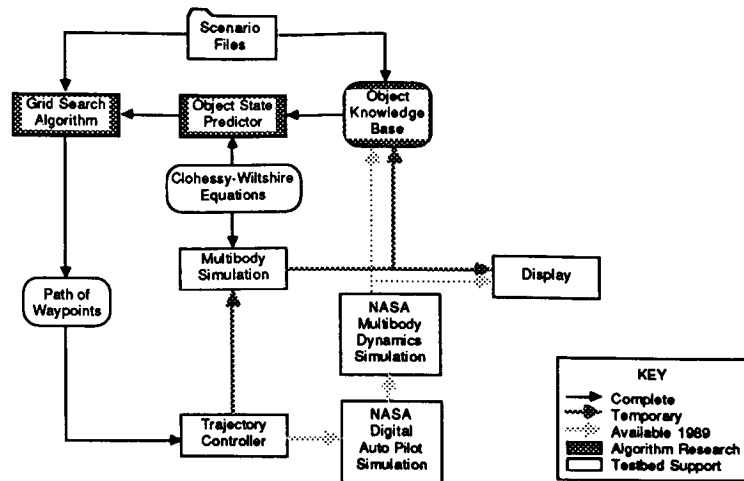 Scenario
Files
Grid Search
Algorithm
Object State
Predictor
Object
Knowledge
Base
Clohessy-Wiltshire
Equations
Multibody
Simulation
Display
Path of
Waypoints
NASA
Multibody
Dynamics
Simulation
Trajectory
Controller
NASA
Digital
Auto Pilot
Simulation
KEY
Complete
Temporary
Available 1989
Algorithm Research
Testbed Support